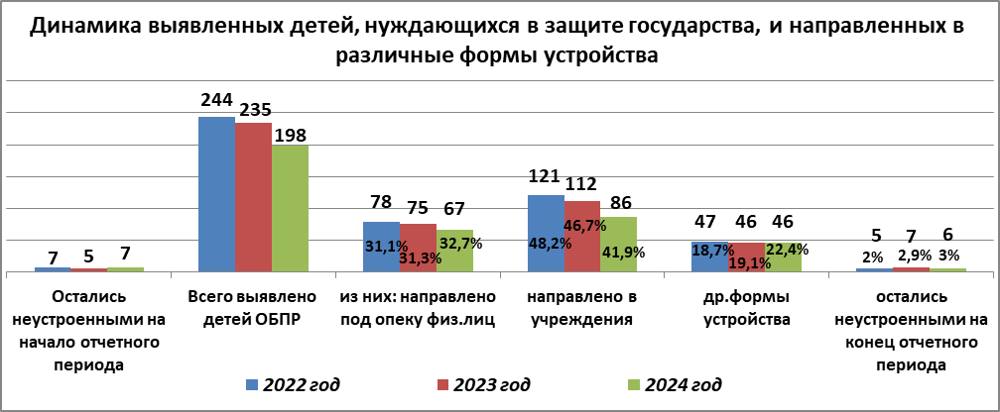 Динамика выявленных детей, нуждающихся в защите государства, и направленных в
различные формы устройства
7 5 7
244 235 198
78 75 67
31,1% 31,3% 32,7%
121 112 86
48,2% 46,7% 41,9%
47 46 46
18,7% 19,1% 22,4%
5 7 6
2% 2,9% 3%
Остались
неустроенными на
начало отчетного
периода
Всего выявлено
детей ОБПР
из них: направлено
под опеку физ.лиц
направлено в
учреждения
др.формы
устройства
остались
неустроенными на
конец отчетного
периода
2022 год 2023 год 2024 год